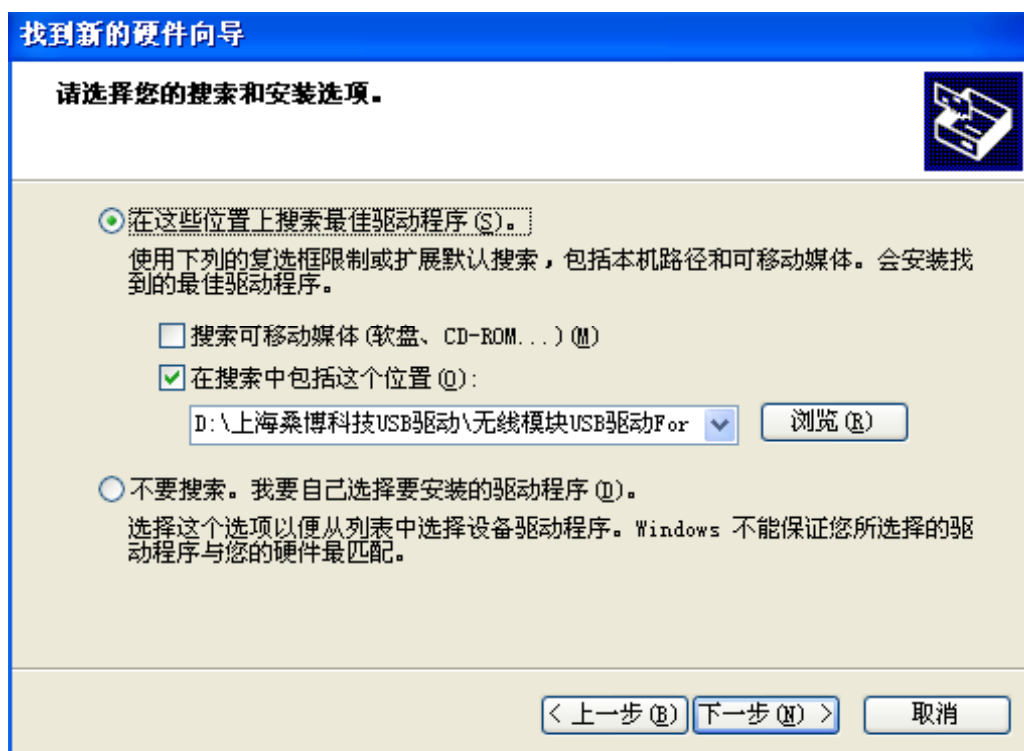 找到新的硬件向导
请选择您的搜索和安装选项。
在这些位置上搜索最佳驱动程序(S)。
使用下列的复选框限制或扩展默认搜索，包括本机路径和可移动媒体。会安装找
到的最佳驱动程序。
搜索可移动媒体(软盘、CD-ROM...)(M)
在搜索中包括这个位置(O):
D:\上海桑博科技USB驱动\无线模块USB驱动For
浏览(R)
不要搜索。我要自己选择要安装的驱动程序(D)。
选择这个选项以便从列表中选择设备驱动程序。Windows 不能保证您所选择的驱
动程序与您的硬件最匹配。
< 上一步(B) 下一步(N) > 取消